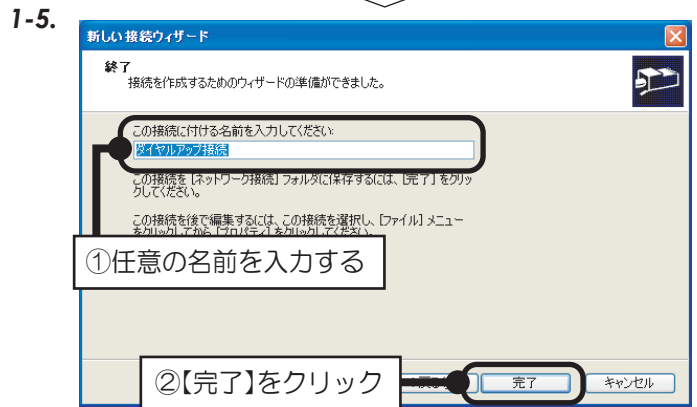 1-5.
新しい接続ウィザード
終了
接続を作成するためのウィザードの準備ができました。
この接続に付ける名前を入力してください:
ダイヤルアップ接続
この接続を [ネットワーク接続] フォルダに保存するには、[完了] をクリッ
クしてください。
この接続を後で編集するには、この接続を選択し、[ファイル] メニュー
をクリックしてから [プロパティ] をクリックしてください。
①任意の名前を入力する
②【完了】をクリック
完了
キャンセル